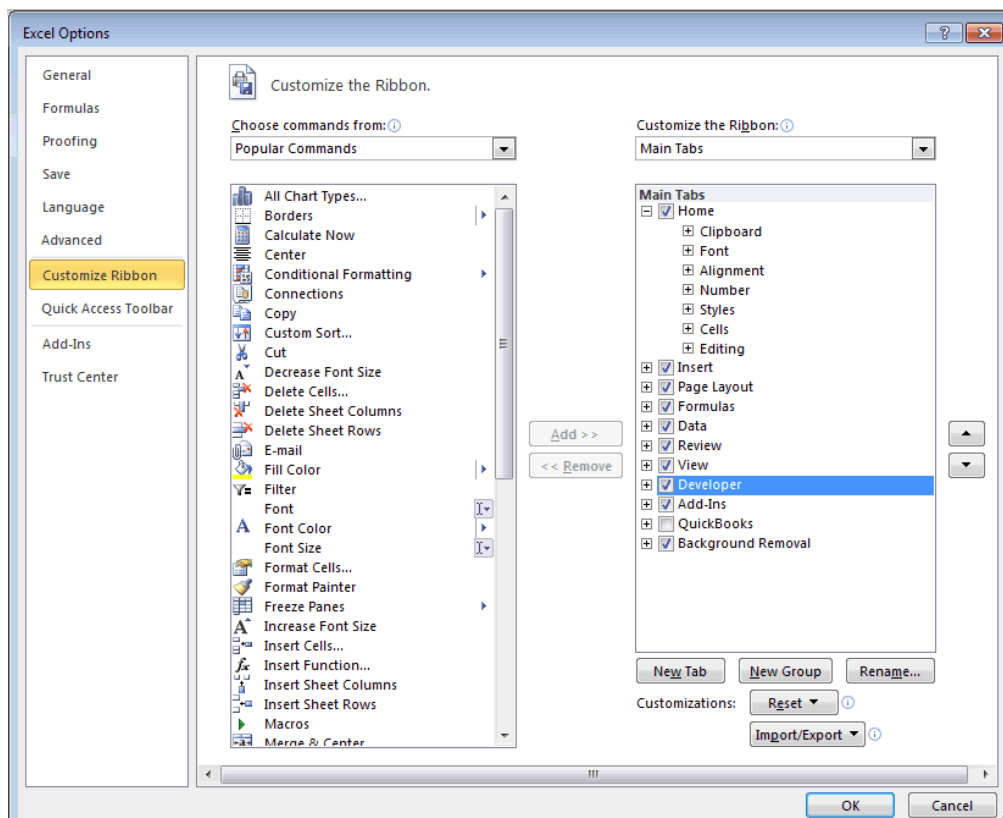 Excel Options
General
Formulas
Proofing
Save
Language
Advanced
Customize Ribbon
Quick Access Toolbar
Add-Ins
Trust Center
Customize the Ribbon.
Choose commands from:
Popular Commands
All Chart Types...
Borders
Calculate Now
Center
Conditional Formatting
Connections
Copy
Custom Sort...
Cut
Decrease Font Size
Delete Cells...
Delete Sheet Columns
Delete Sheet Rows
E-mail
Fill Color
Filter
Font
Font Color
Font Size
Format Cells...
Format Painter
Freeze Panes
Increase Font Size
Insert Cells...
Insert Function...
Insert Sheet Columns
Insert Sheet Rows
Macros
Merge & Center
Add >>
<< Remove
Customize the Ribbon:
Main Tabs
Main Tabs
Home
Clipboard
Font
Alignment
Number
Styles
Cells
Editing
Insert
Page Layout
Formulas
Data
Review
View
Developer
Add-Ins
QuickBooks
Background Removal
New Tab
New Group
Rename...
Customizations:
Reset
Import/Export
OK
Cancel